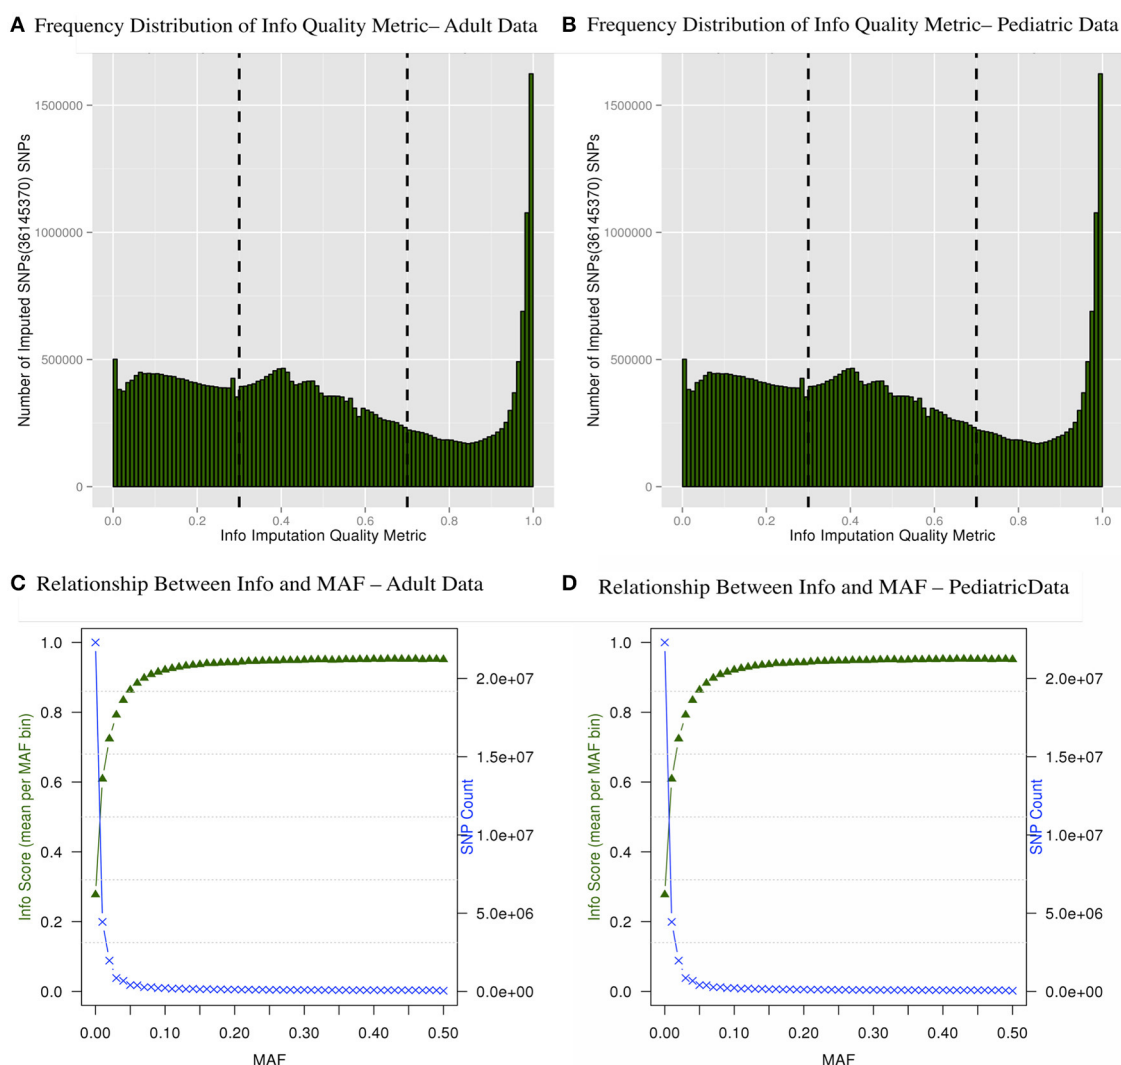 A Frequency Distribution of Info Quality Metric– Adult Data
B Frequency Distribution of Info Quality Metric– Pediatric Data
Number of Imputed SNPs(36145370) SNPs
1500000
1000000
500000
0
0.0 0.2 0.4 0.6 0.8 1.0
Info Imputation Quality Metric
Number of Imputed SNPs(36145370) SNPs
1500000
1000000
500000
0
0.0 0.2 0.4 0.6 0.8 1.0
Info Imputation Quality Metric
C Relationship Between Info and MAF – Adult Data
D Relationship Between Info and MAF – PediatricData
Info Score (mean per MAF bin)
1.0
0.8
0.6
0.4
0.2
0.0
2.0e+07
1.5e+07
1.0e+07
5.0e+06
0.0e+00
SNP Count
0.00 0.10 0.20 0.30 0.40 0.50
MAF
Info Score (mean per MAF bin)
1.0
0.8
0.6
0.4
0.2
0.0
2.0e+07
1.5e+07
1.0e+07
5.0e+06
0.0e+00
SNP Count
0.00 0.10 0.20 0.30 0.40 0.50
MAF